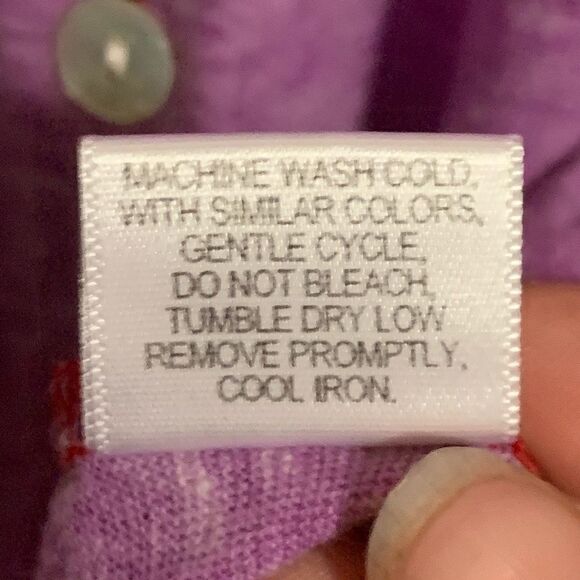 MACHINE WASH COLD,
WITH SIMILAR COLORS,
GENTLE CYCLE,
DO NOT BLEACH,
TUMBLE DRY LOW
REMOVE PROMPTLY,
COOL IRON.